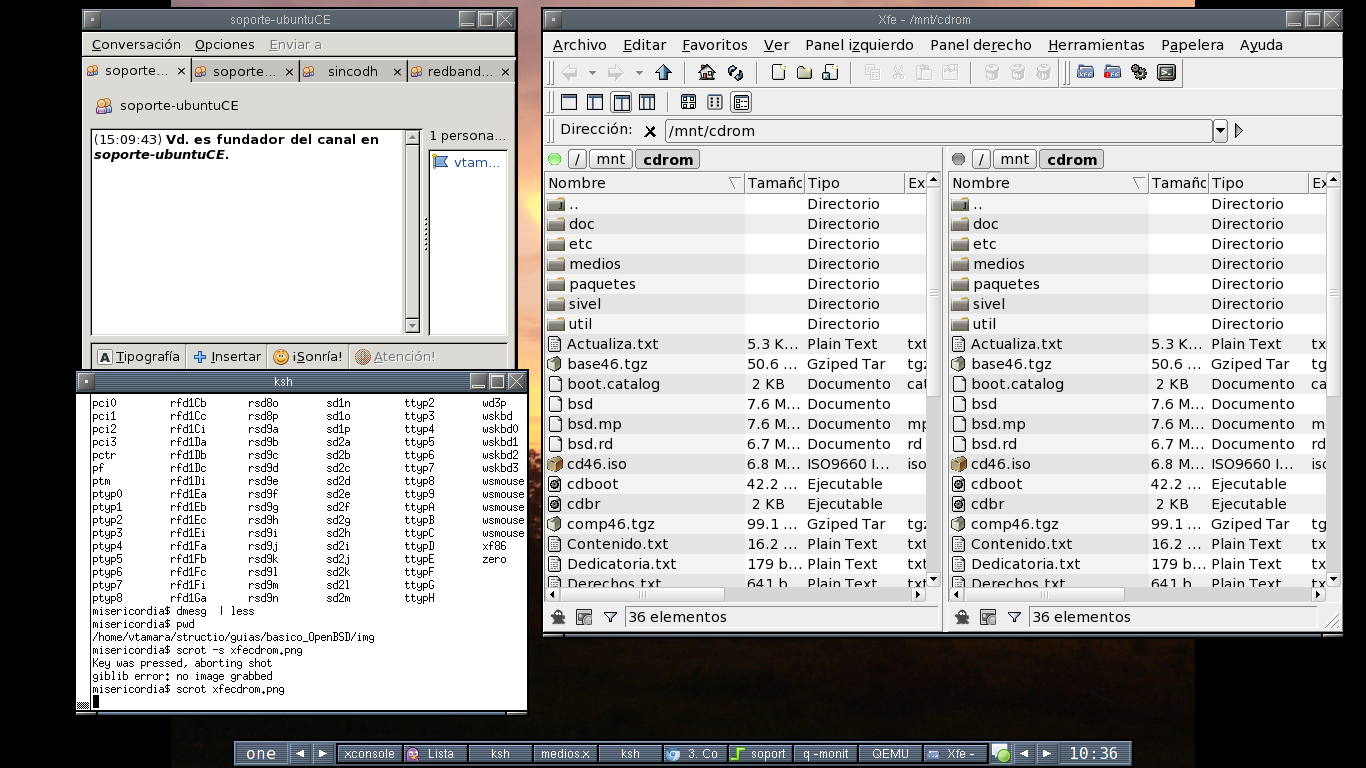 soporte-ubuntuCE
Conversación Opciones Enviar a
soporte... soporte... sincodh redband...
soporte-ubuntuCE
(15:09:43) Vd. es fundador del canal en
soporte-ubuntuCE.
1 persona...
vtam...
Tipografía Insertar ¡Sonría! ¡Atención!
ksh
pci0 rfd1Cb rsd8o sd1n ttyp2 wd3p
pci1 rfd1Cc rsd8p sd1o ttyp3 wskbd
pci2 rfd1Ci rsd9a sd1p ttyp4 wskbd0
pci3 rfd1Da rsd9b sd2a ttyp5 wskbd1
pctr rfd1Db rsd9c sd2b ttyp6 wskbd2
pf rfd1Dc rsd9d sd2c ttyp7 wskbd3
ptm rfd1Di rsd9e sd2d ttyp8 wsmouse
ptyp0 rfd1Ea rsd9f sd2e ttyp9 wsmouse
ptyp1 rfd1Eb rsd9g sd2f ttypA wsmouse
ptyp2 rfd1Ec rsd9h sd2g ttypB wsmouse
ptyp3 rfd1Ei rsd9i sd2h ttypC wsmouse
ptyp4 rfd1Fa rsd9j sd2i ttypD xf86
ptyp5 rfd1Fb rsd9k sd2j ttypE zero
ptyp6 rfd1Fc rsd9l sd2k ttypF
ptyp7 rfd1Fi rsd9m sd2l ttypG
ptyp8 rfd1Ga rsd9n sd2m ttypH
misericordia$ dmesg | less
misericordia$ pwd
/home/vtamara/structio/guias/basico_OpenBSD/img
misericordia$ scrot -s xfecdrom.png
Key was pressed, aborting shot
giblib error: no image grabbed
misericordia$ scrot xfecdrom.png
Xfe - /mnt/cdrom
Archivo Editar Favoritos Ver Panel izquierdo Panel derecho Herramientas Papelera Ayuda
Dirección: /mnt/cdrom
/ mnt cdrom
Nombre Tamaño Tipo Ex
.. Directorio
doc Directorio
etc Directorio
medios Directorio
paquetes Directorio
sivel Directorio
util Directorio
Actualiza.txt 5.3 K... Plain Text txt
base46.tgz 50.6 ... Gziped Tar tgz
boot.catalog 2 KB Documento cat
bsd 7.6 M... Documento
bsd.mp 7.6 M... Documento mp
bsd.rd 6.7 M... Documento rd
cd46.iso 6.8 M... ISO9660 I... iso
cdboot 42.2 ... Ejecutable
cdbr 2 KB Ejecutable
comp46.tgz 99.1 ... Gziped Tar tgz
Contenido.txt 16.2 ... Plain Text txt
Dedicatoria.txt 179 b... Plain Text txt
Derechos.txt 641 b... Plain Text txt
36 elementos
/ mnt cdrom
Nombre Tamaño Tipo Ex
.. Directorio
doc Directorio
etc Directorio
medios Directorio
paquetes Directorio
sivel Directorio
util Directorio
Actualiza.txt 5.3 K... Plain Text tx
base46.tgz 50.6 ... Gziped Tar tg
boot.catalog 2 KB Documento ca
bsd 7.6 M... Documento
bsd.mp 7.6 M... Documento m
bsd.rd 6.7 M... Documento rd
cd46.iso 6.8 M... ISO9660 I... iso
cdboot 42.2 ... Ejecutable
cdbr 2 KB Ejecutable
comp46.tgz 99.1 ... Gziped Tar tg
Contenido.txt 16.2 ... Plain Text tx
Dedicatoria.txt 179 b... Plain Text tx
Derechos.txt 641 b... Plain Text tx
36 elementos
one xconsole Lista ksh medios.x ksh 3. Co soport q -monit QEMU Xfe - 10:36